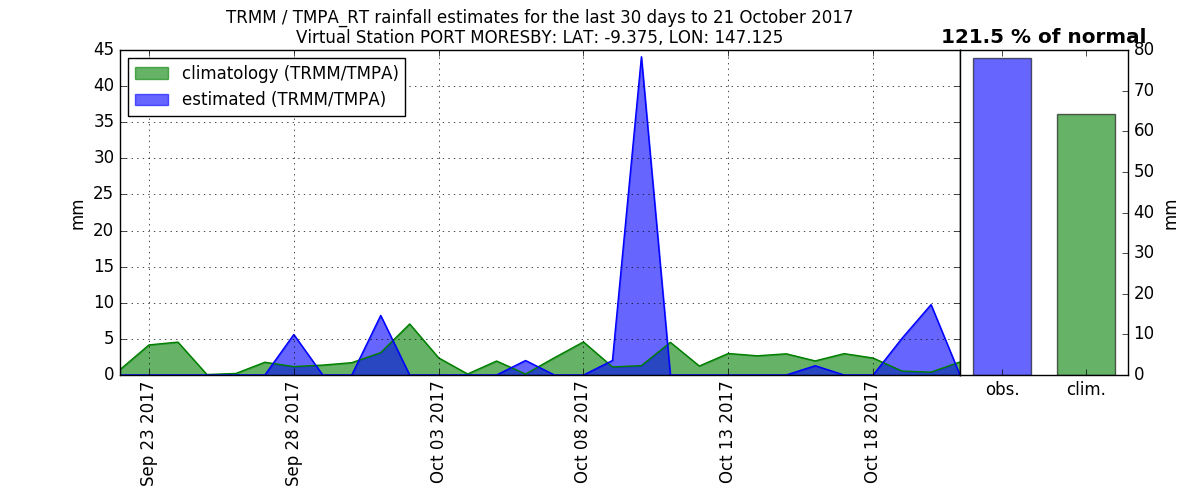 TRMM / TMPA_RT rainfall estimates for the last 30 days to 21 October 2017
Virtual Station PORT MORESBY: LAT: -9.375, LON: 147.125
121.5 % of normal
climatology (TRMM/TMPA)
estimated (TRMM/TMPA)
45
40
35
30
25
20
15
10
5
0
mm
Sep 23 2017
Sep 28 2017
Oct 03 2017
Oct 08 2017
Oct 13 2017
Oct 18 2017
obs.
clim.
80
70
60
50
40
30
20
10
0
mm